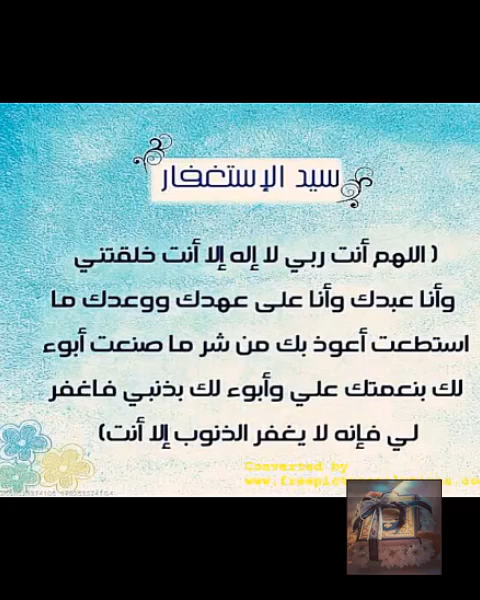 سيد الإستغفار
( اللهم أنت ربي لا إله إلا أنت خلقتني
وأنا عبدك وأنا على عهدك ووعدك ما
استطعت أعوذ بك من شر ما صنعت أبوء
لك بنعمتك علي وأبوء لك بذنبي فاغفر
لي فإنه لا يغفر الذنوب إلا أنت)
Converted by